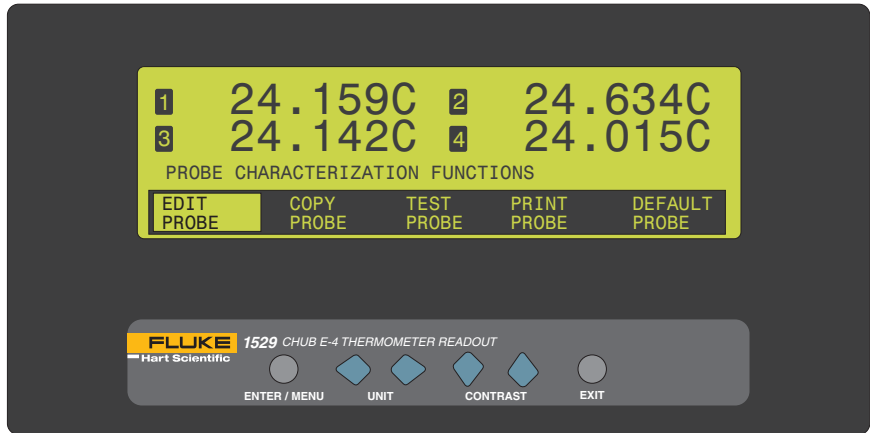 1 24.159C 2 24.634C
3 24.142C 4 24.015C
PROBE CHARACTERIZATION FUNCTIONS
EDIT COPY TEST PRINT DEFAULT
PROBE PROBE PROBE PROBE PROBE
FLUKE 1529 CHUB E-4 THERMOMETER READOUT
Hart Scientific
ENTER / MENU UNIT CONTRAST EXIT